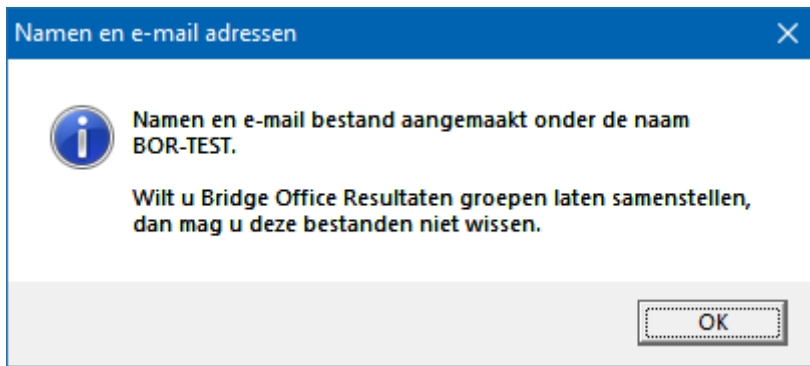 Namen en e-mail adressen
Namen en e-mail bestand aangemaakt onder de naam
BOR-TEST.
Wilt u Bridge Office Resultaten groepen laten samenstellen,
dan mag u deze bestanden niet wissen.
OK